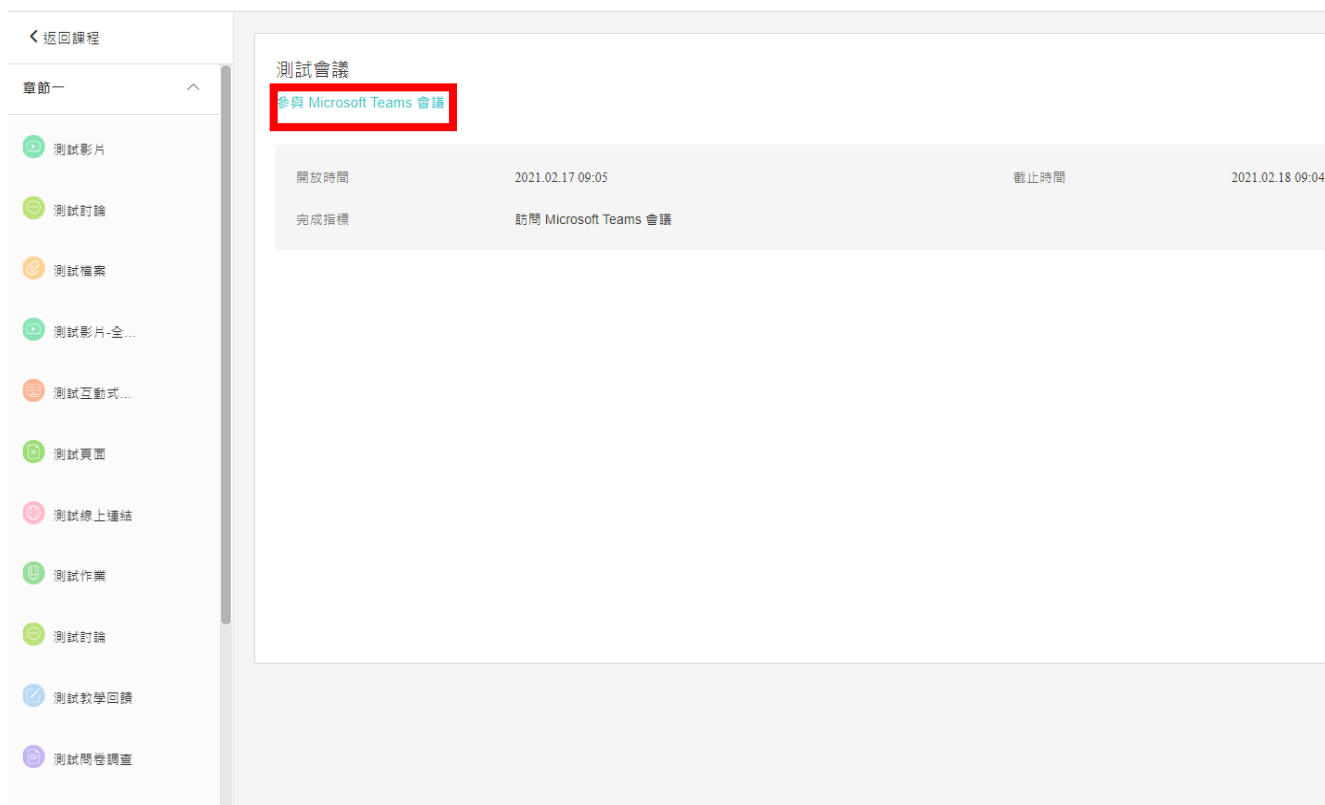 返回課程
章節一
測試影片
測試討論
測試檔案
測試影片-全...
測試互動式...
測試頁面
測試線上連結
測試作業
測試討論
測試教學回饋
測試問卷調查
測試會議
參與 Microsoft Teams 會議
開放時間 2021.02.17 09:05 截止時間 2021.02.18 09:04
完成指標 訪問 Microsoft Teams 會議